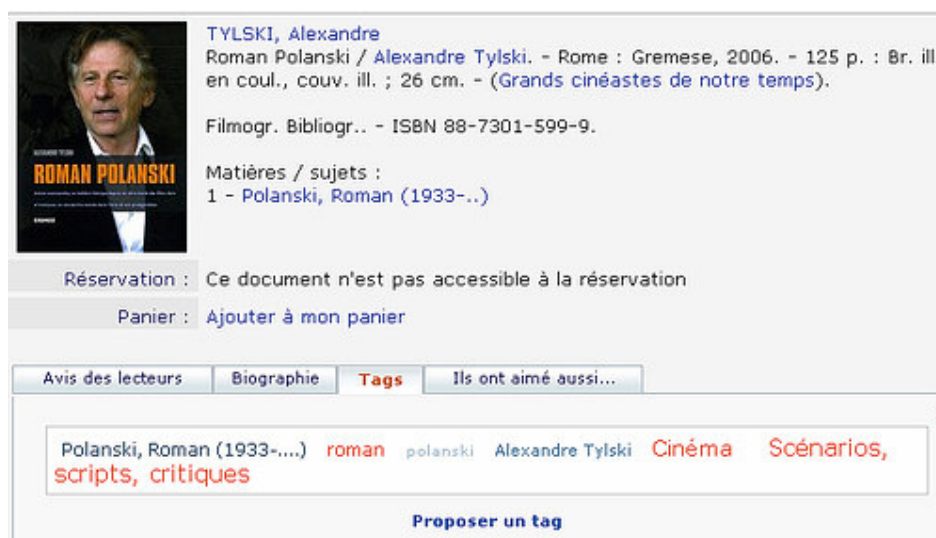 TYLSKI, Alexandre
Roman Polanski / Alexandre Tylski. - Rome : Gremese, 2006. - 125 p. : Br. ill
en coul., couv. ill. ; 26 cm. - (Grands cinéastes de notre temps).
Filmogr. Bibliogr.. - ISBN 88-7301-599-9.
Matières / sujets :
1 - Polanski, Roman (1933-..)
ALEXANDRE TYLSKI
ROMAN POLANSKI
GREMESE
Réservation : Ce document n'est pas accessible à la réservation
Panier : Ajouter à mon panier
Avis des lecteurs Biographie Tags Ils ont aimé aussi...
Polanski, Roman (1933-....) roman polanski Alexandre Tylski Cinéma Scénarios,
scripts, critiques
Proposer un tag